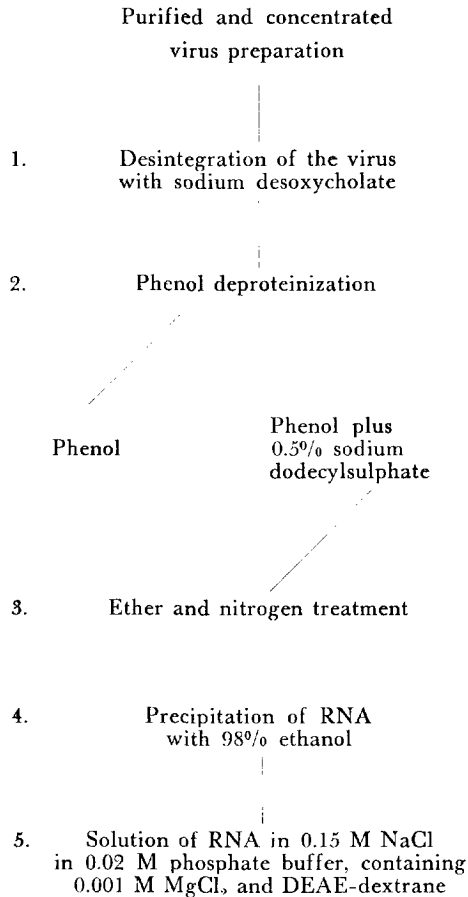 Purified and concentrated
virus preparation
1. Desintegration of the virus
with sodium desoxycholate
2. Phenol deproteinization
Phenol
Phenol plus
0.5% sodium
dodecylsulphate
3. Ether and nitrogen treatment
4. Precipitation of RNA
with 98% ethanol
5. Solution of RNA in 0.15 M NaCl
in 0.02 M phosphate buffer, containing
0.001 M MgCl₂ and DEAE-dextrane